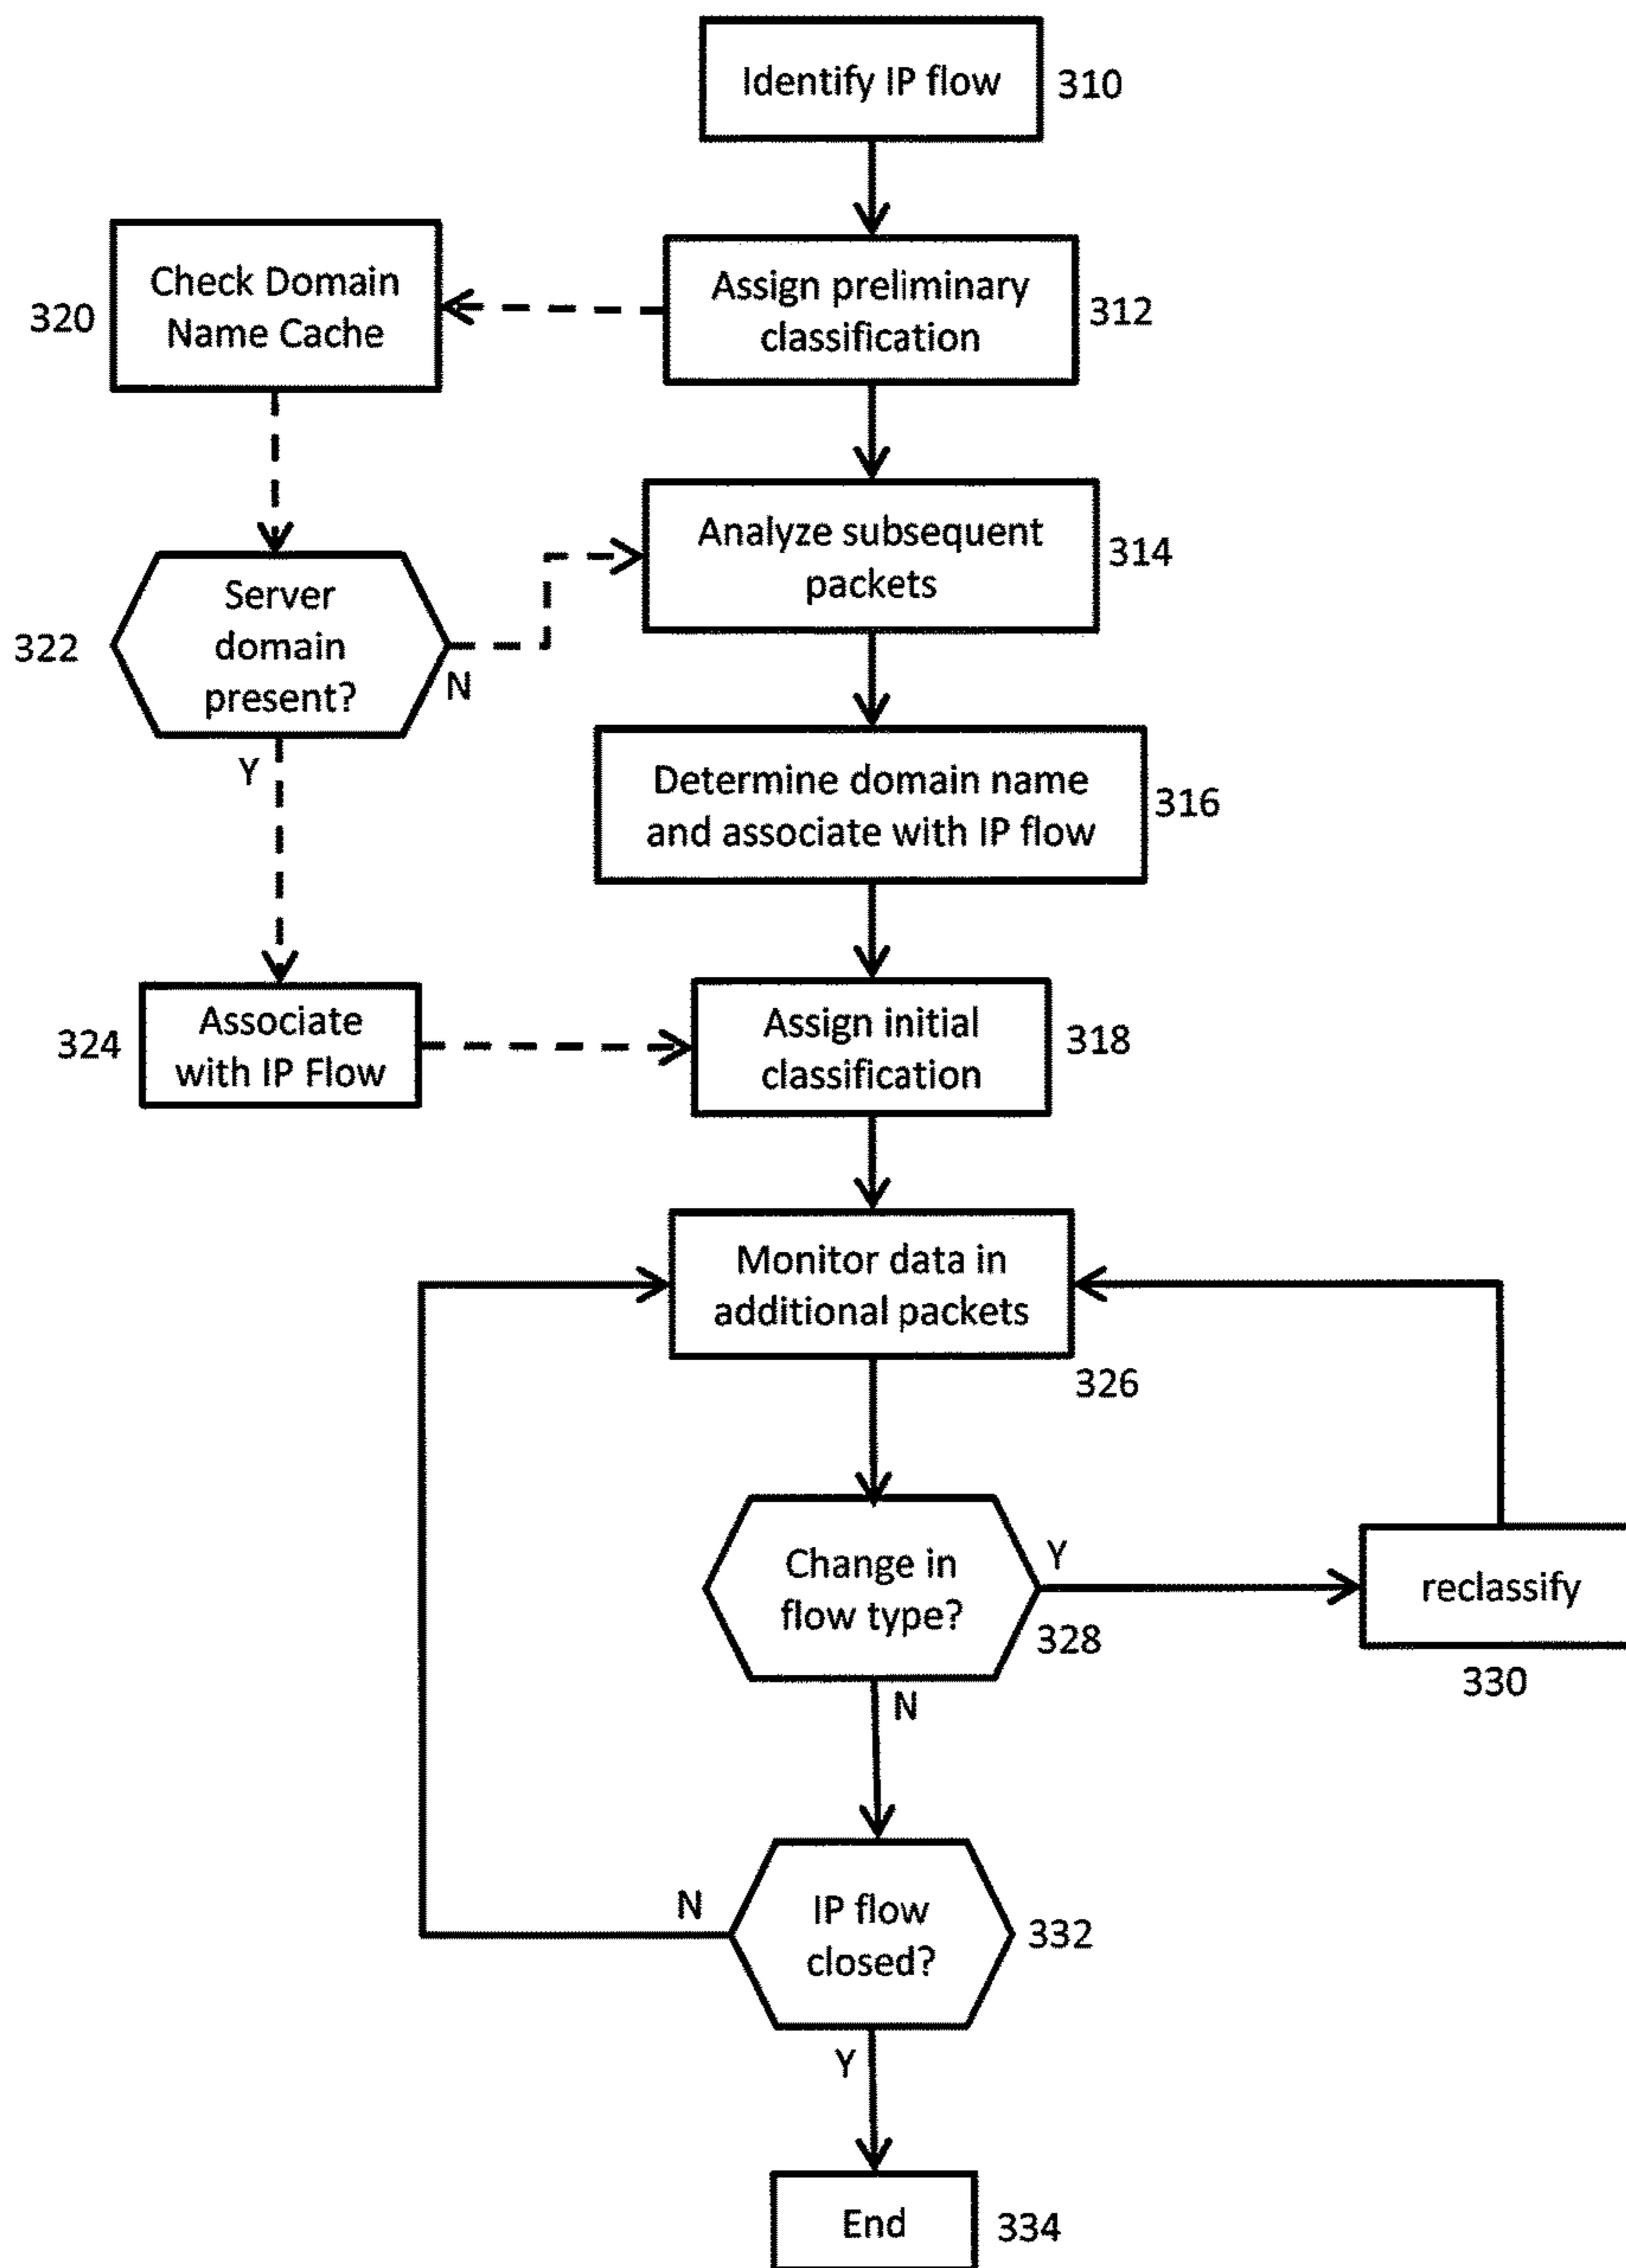 Identify IP flow
310
Assign preliminary
classification
312
Check Domain
Name Cache
320
Analyze subsequent
packets
314
Server
domain
present?
322
N
Y
Determine domain name
and associate with IP flow
316
Associate
with IP Flow
324
Assign initial
classification
318
Monitor data in
additional packets
326
Change in
flow type?
Y
328
N
reclassify
330
IP flow
closed?
N
332
Y
End
334